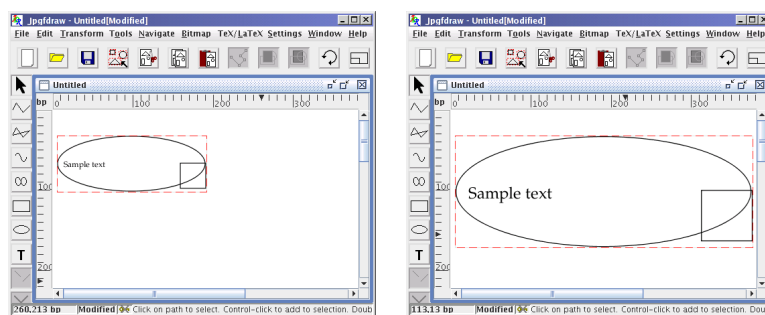 Jpgfdraw - Untitled[Modified]
File Edit Transform Tools Navigate Bitmap TeX/LaTeX Settings Window Help
Untitled
bp 0 100 200 300
Sample text
100
T
200
260,213 bp Modified Click on path to select. Control-click to add to selection. Doub
Jpgfdraw - Untitled[Modified]
File Edit Transform Tools Navigate Bitmap TeX/LaTeX Settings Window Help
Untitled
bp 0 100 200 300
Sample text
100
T
200
113,13 bp Modified Click on path to select. Control-click to add to selection. Doub